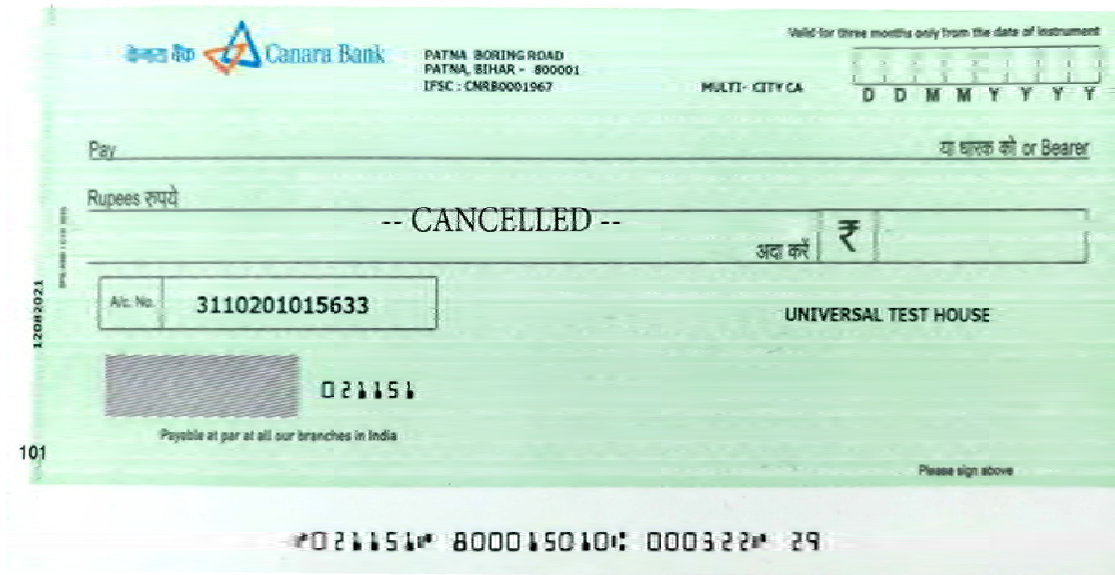 केनरा बैंक Canara Bank
PATNA BORING ROAD
PATNA, BIHAR - 800001
IFSC : CNRB0001967
MULTI- CITY CA
Valid for three months only from the date of instrument
D D M M Y Y Y Y
Pay या धारक को or Bearer
Rupees रुपये
-- CANCELLED --
अदा करें ₹
A/c. No. 3110201015633
UNIVERSAL TEST HOUSE
12082021
021151
Payable at par at all our branches in India
101
Please sign above
⑈021151⑈ 800015010⑆ 000322⑈ 29